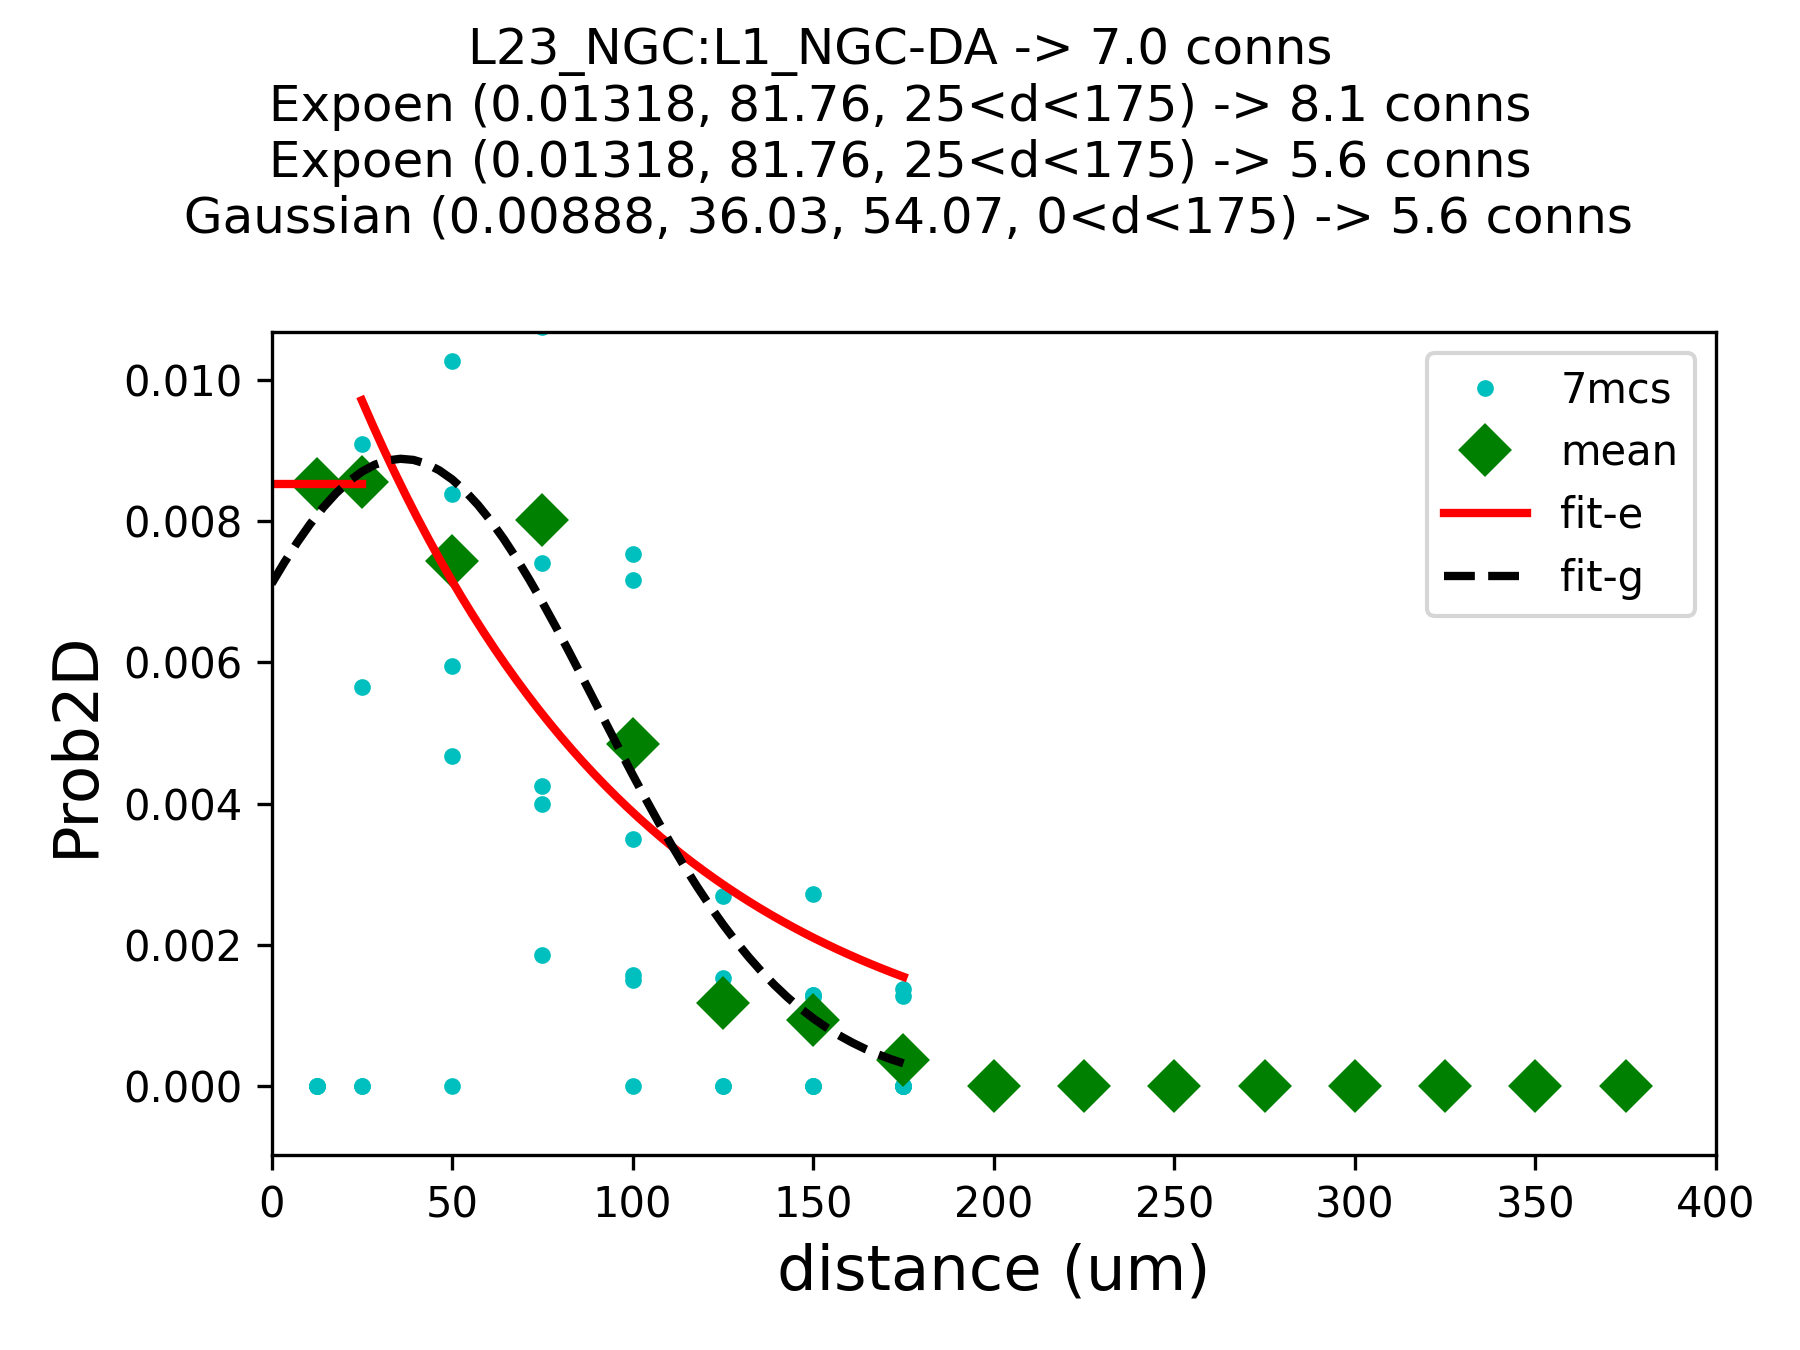 L23_NGC:L1_NGC-DA -> 7.0 conns
Expoen (0.01318, 81.76, 25<d<175) -> 8.1 conns
Expoen (0.01318, 81.76, 25<d<175) -> 5.6 conns
Gaussian (0.00888, 36.03, 54.07, 0<d<175) -> 5.6 conns
7mcs
mean
fit-e
fit-g
Prob2D
0.010
0.008
0.006
0.004
0.002
0.000
0 50 100 150 200 250 300 350 400
distance (um)